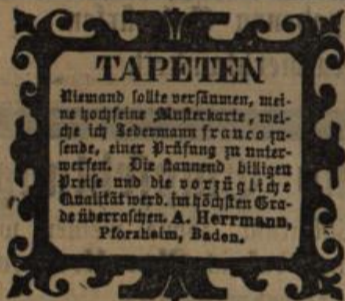 TAPETEN
Niemand sollte versäumen, mei-
ne hochfeine Musterkarte, wel-
che ich Jedermann franco zu-
sende, einer Prüfung zu unter-
werfen. Die staunend billigen
Preise und die vorzügliche
Qualität werd. im höchsten Gra-
de überraschen. A. Herrmann,
Pforzheim, Baden.